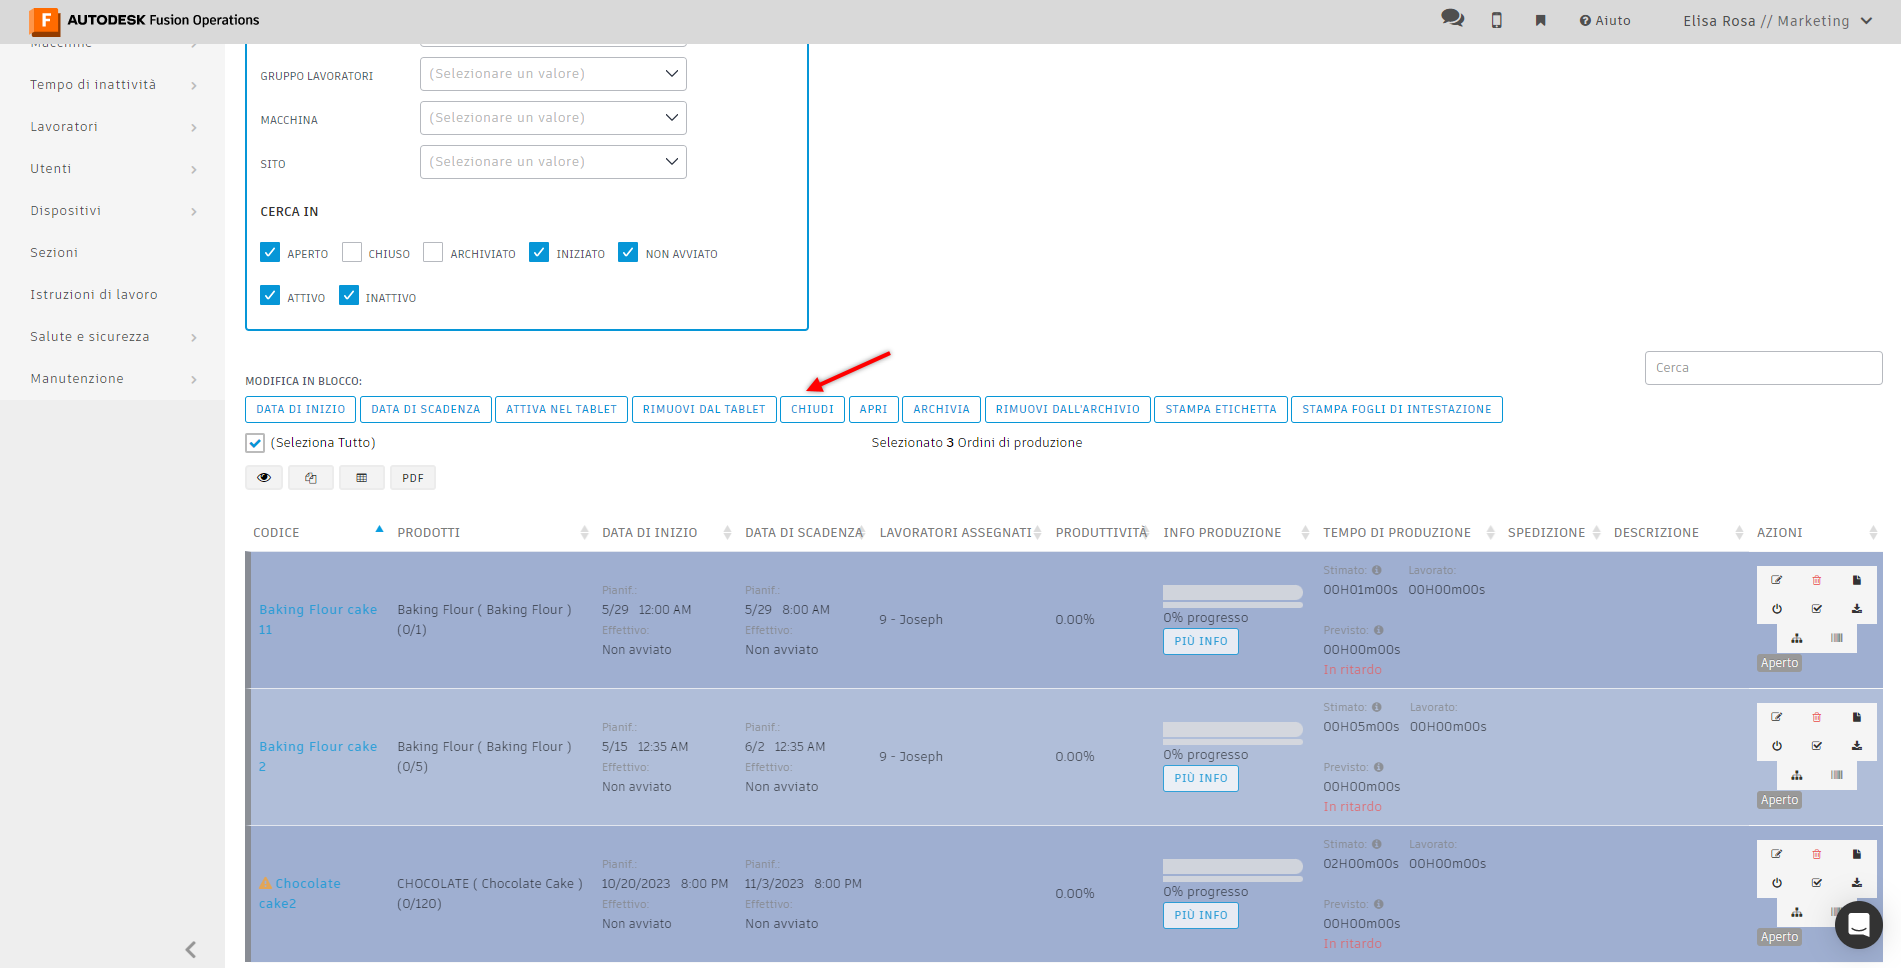 AUTODESK Fusion Operations
Aiuto
Elisa Rosa // Marketing
Macchine
Tempo di inattività
Lavoratori
Utenti
Dispositivi
Sezioni
Istruzioni di lavoro
Salute e sicurezza
Manutenzione
GRUPPO LAVORATORI (Selezionare un valore)
MACCHINA (Selezionare un valore)
SITO (Selezionare un valore)
CERCA IN
APERTO CHIUSO ARCHIVIATO INIZIATO NON AVVIATO
ATTIVO INATTIVO
Cerca
MODIFICA IN BLOCCO:
DATA DI INIZIO DATA DI SCADENZA ATTIVA NEL TABLET RIMUOVI DAL TABLET CHIUDI APRI ARCHIVIA RIMUOVI DALL'ARCHIVIO STAMPA ETICHETTA STAMPA FOGLI DI INTESTAZIONE
(Seleziona Tutto) Selezionato 3 Ordini di produzione
PDF
CODICE PRODOTTI DATA DI INIZIO DATA DI SCADENZA LAVORATORI ASSEGNATI PRODUTTIVITÀ INFO PRODUZIONE TEMPO DI PRODUZIONE SPEDIZIONE DESCRIZIONE AZIONI
Baking Flour cake
11
Baking Flour ( Baking Flour )
(0/1)
Pianif.:
5/29 12:00 AM
Effettivo:
Non avviato
Pianif.:
5/29 8:00 AM
Effettivo:
Non avviato
9 - Joseph
0.00%
0% progresso
PIÙ INFO
Stimato: Lavorato:
00H01m00s 00H00m00s
Previsto:
00H00m00s
In ritardo
Aperto
Baking Flour cake
2
Baking Flour ( Baking Flour )
(0/5)
Pianif.:
5/15 12:35 AM
Effettivo:
Non avviato
Pianif.:
6/2 12:35 AM
Effettivo:
Non avviato
9 - Joseph
0.00%
0% progresso
PIÙ INFO
Stimato: Lavorato:
00H05m00s 00H00m00s
Previsto:
00H00m00s
In ritardo
Aperto
Chocolate
cake2
CHOCOLATE ( Chocolate Cake )
(0/120)
Pianif.:
10/20/2023 8:00 PM
Effettivo:
Non avviato
Pianif.:
11/3/2023 8:00 PM
Effettivo:
Non avviato
0.00%
0% progresso
PIÙ INFO
Stimato: Lavorato:
02H00m00s 00H00m00s
Previsto:
00H00m00s
In ritardo
Aperto